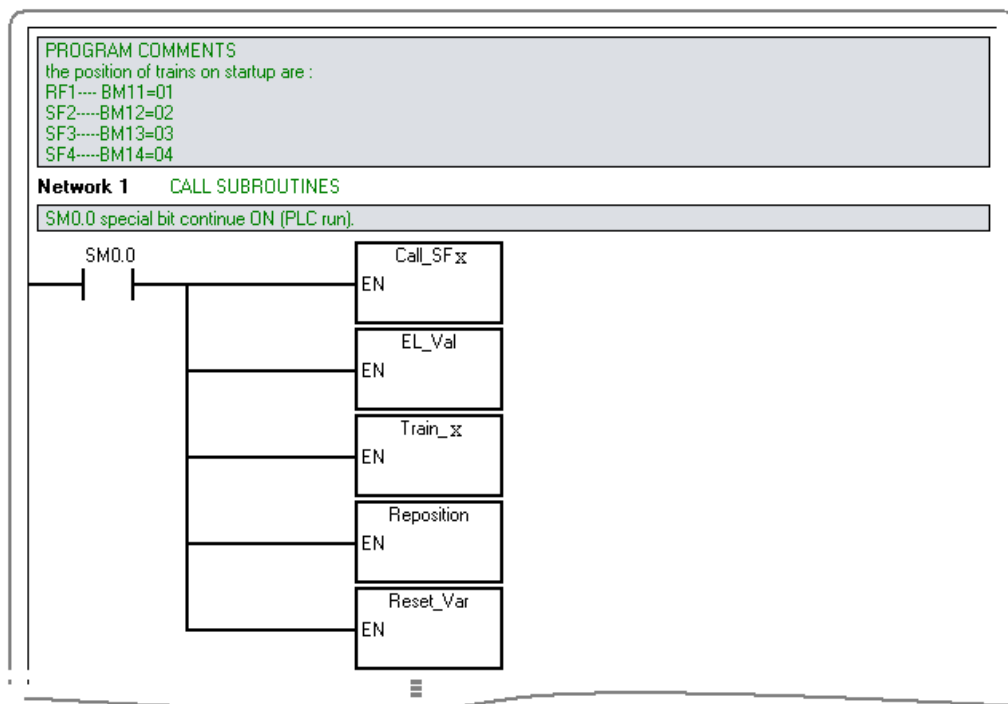 PROGRAM COMMENTS
the position of trains on startup are :
RF1---- BM11=01
SF2-----BM12=02
SF3-----BM13=03
SF4-----BM14=04
Network 1 CALL SUBROUTINES
SM0.0 special bit continue ON (PLC run).
SM0.0
Call_SFx
EN
EL_Val
EN
Train_x
EN
Reposition
EN
Reset_Var
EN